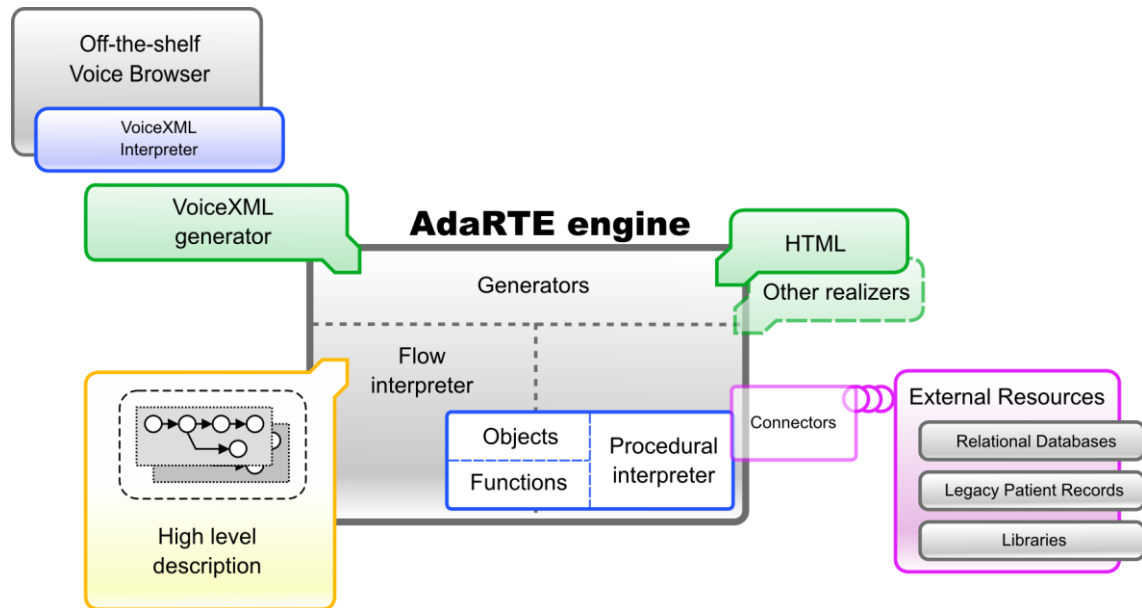 Off-the-shelf
Voice Browser
VoiceXML
Interpreter
VoiceXML
generator
AdaRTE engine
HTML
Other realizers
Generators
Flow
interpreter
Objects
Functions
Procedural
interpreter
Connectors
External Resources
Relational Databases
Legacy Patient Records
Libraries
High level
description